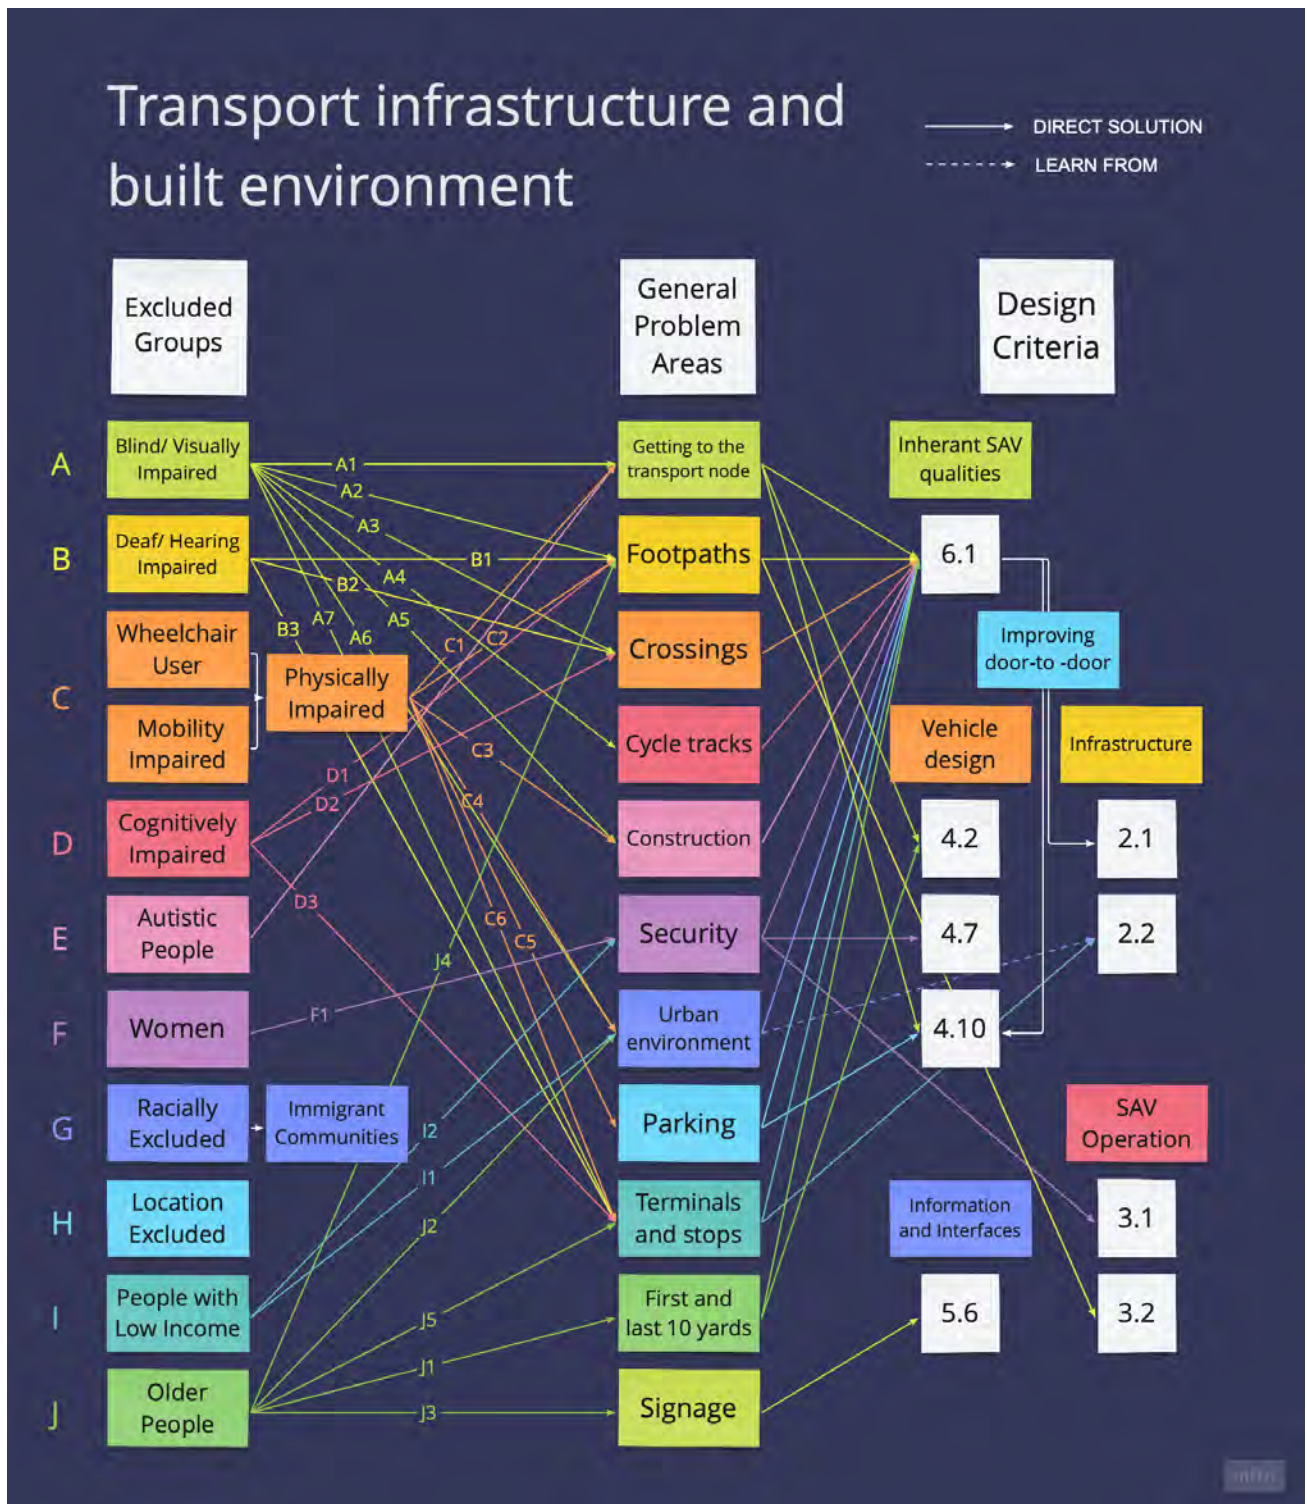 Transport infrastructure and
built environment
DIRECT SOLUTION
LEARN FROM
Excluded
Groups
General
Problem
Areas
Design
Criteria
A
Blind/ Visually
Impaired
A1
A2
A3
A4
A5
A6
A7
Getting to the
transport node
Inherant SAV
qualities
B
Deaf/ Hearing
Impaired
B1
B2
B3
Footpaths
6.1
Wheelchair
User
C
Physically
Impaired
Mobility
Impaired
C1
C2
C3
C4
C6
C5
Crossings
Improving
door-to -door
Cycle tracks
Vehicle
design
Infrastructure
D
Cognitively
Impaired
D1
D2
D3
Construction
4.2
2.1
E
Autistic
People
Security
4.7
2.2
J4
F
Women
F1
Urban
environment
4.10
G
Racially
Excluded
Immigrant
Communities
I2
I1
Parking
SAV
Operation
H
Location
Excluded
J2
Terminals
and stops
Information
and Interfaces
3.1
I
People with
Low Income
J5
J1
First and
last 10 yards
5.6
3.2
J
Older
People
J3
Signage
miro